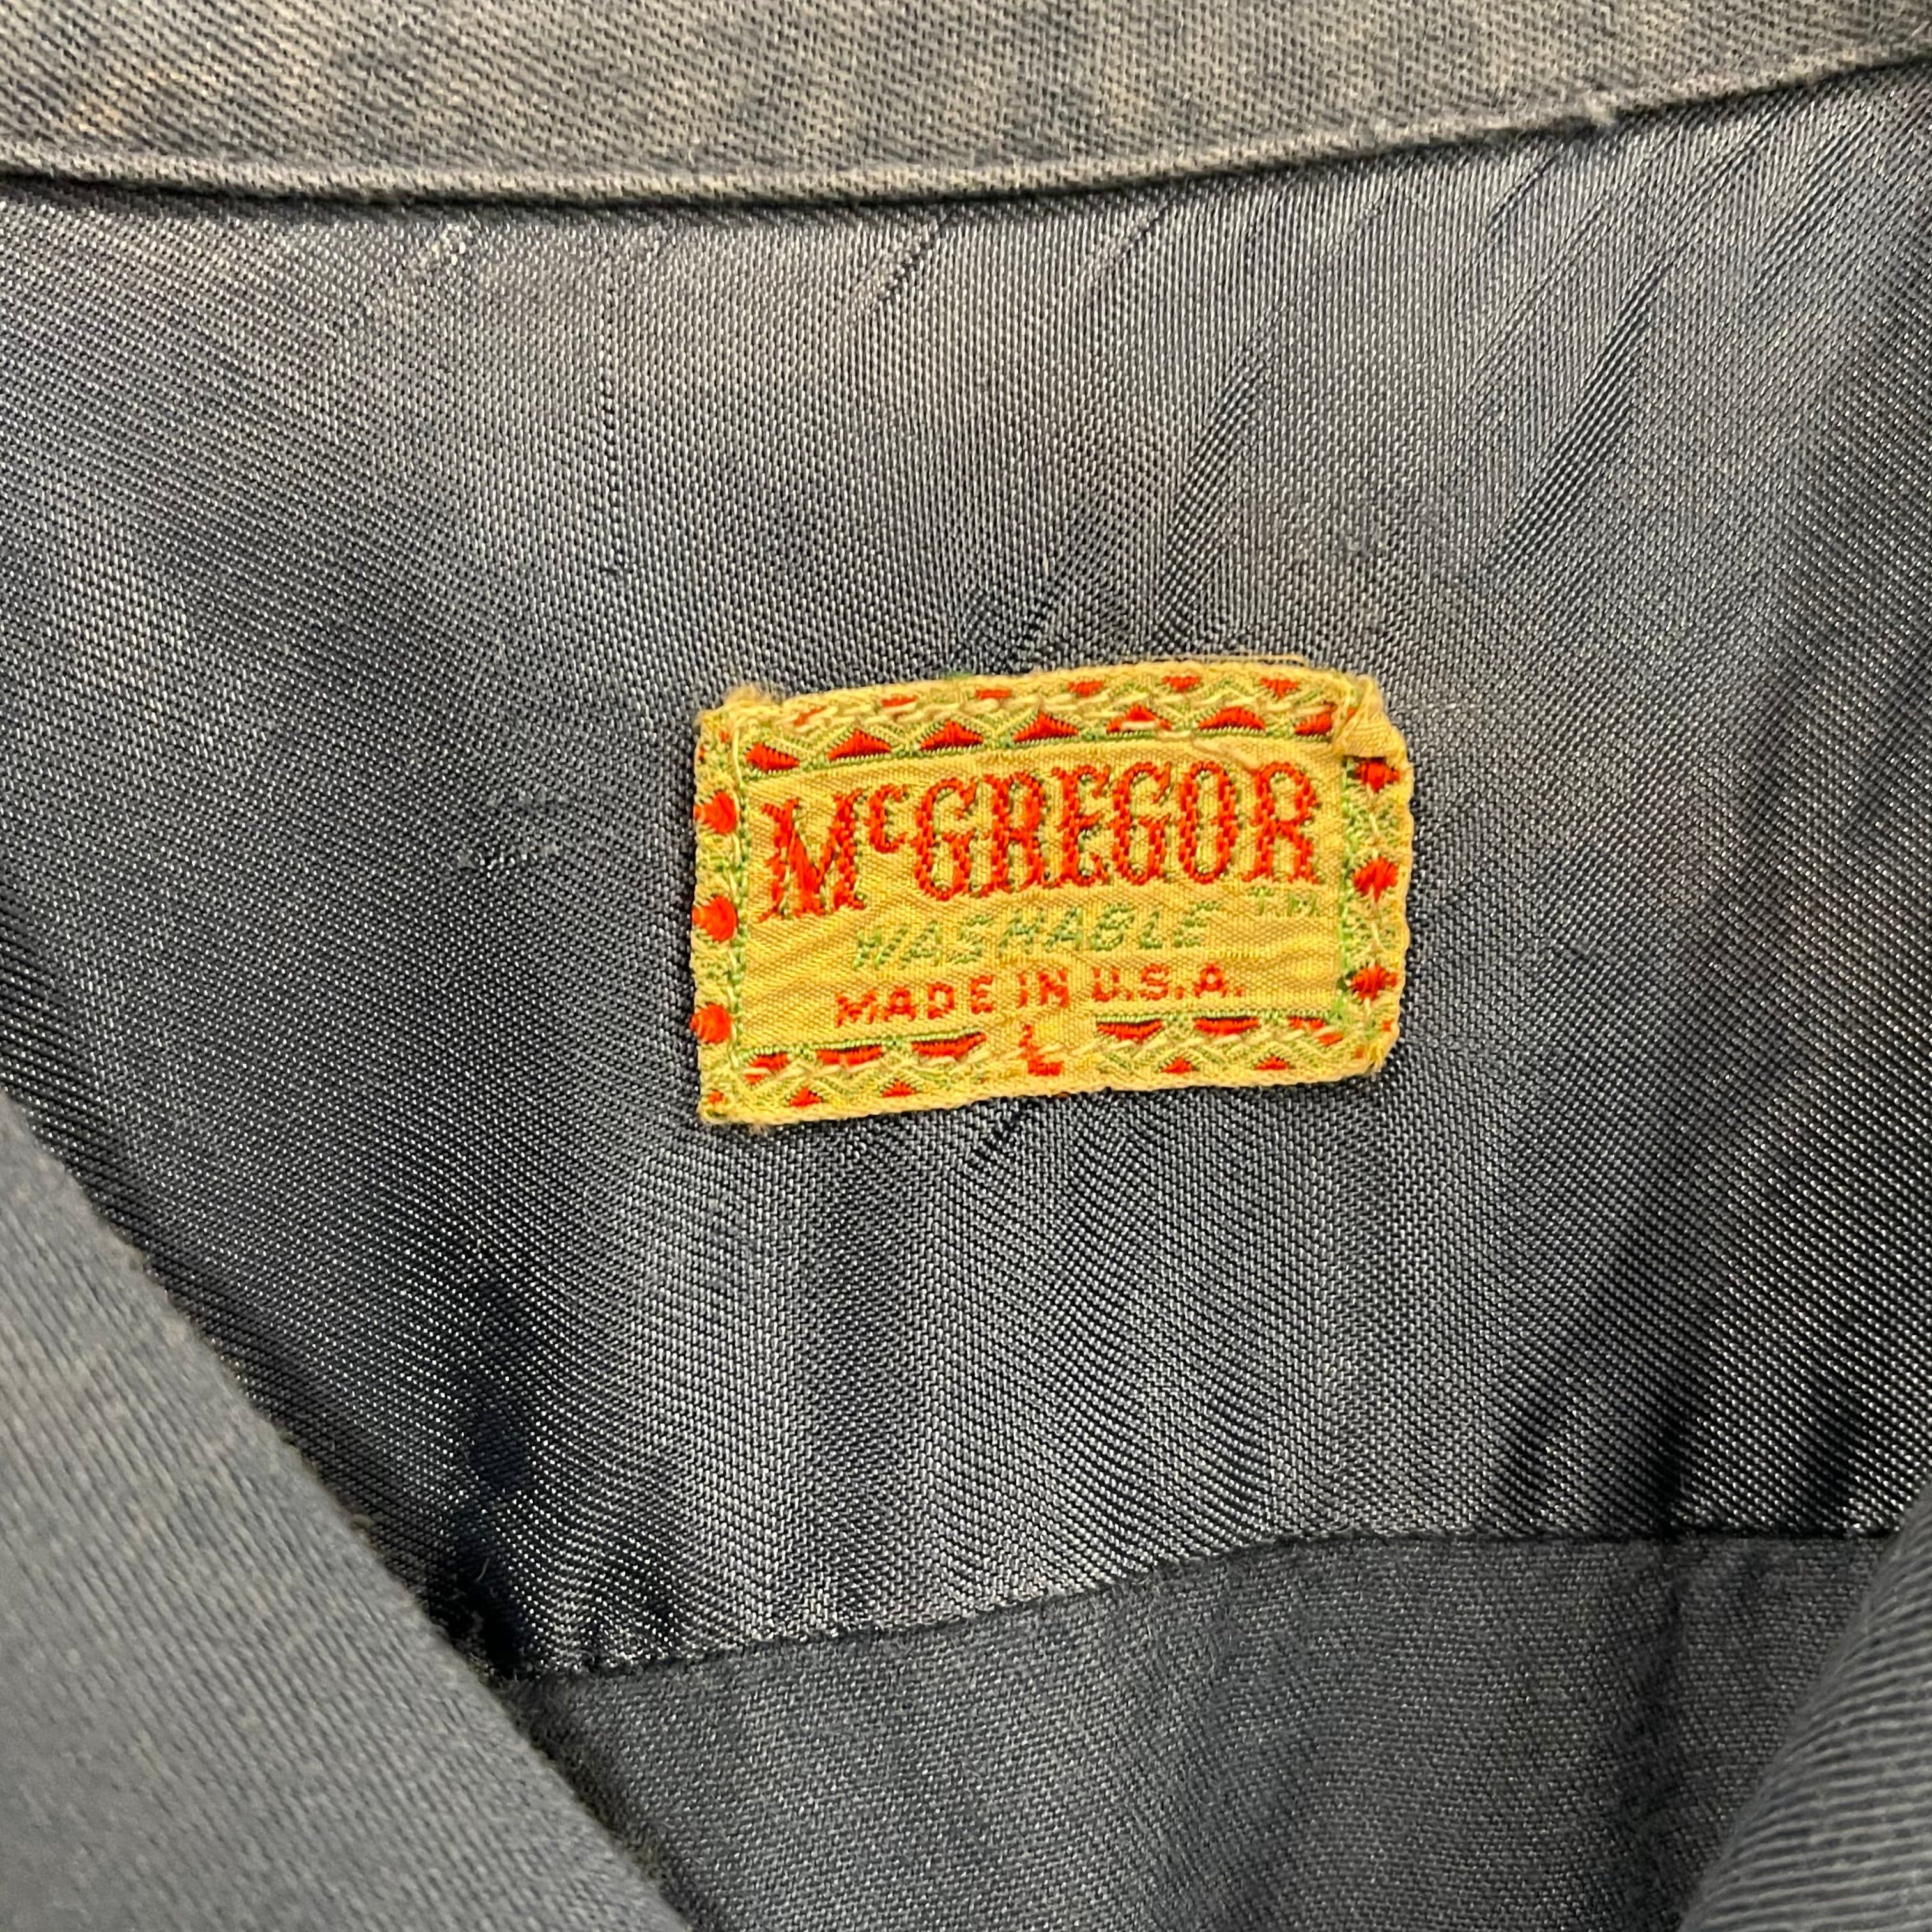 McGREGOR
T.M.
WASHABLE
MADE IN U.S.A.
L